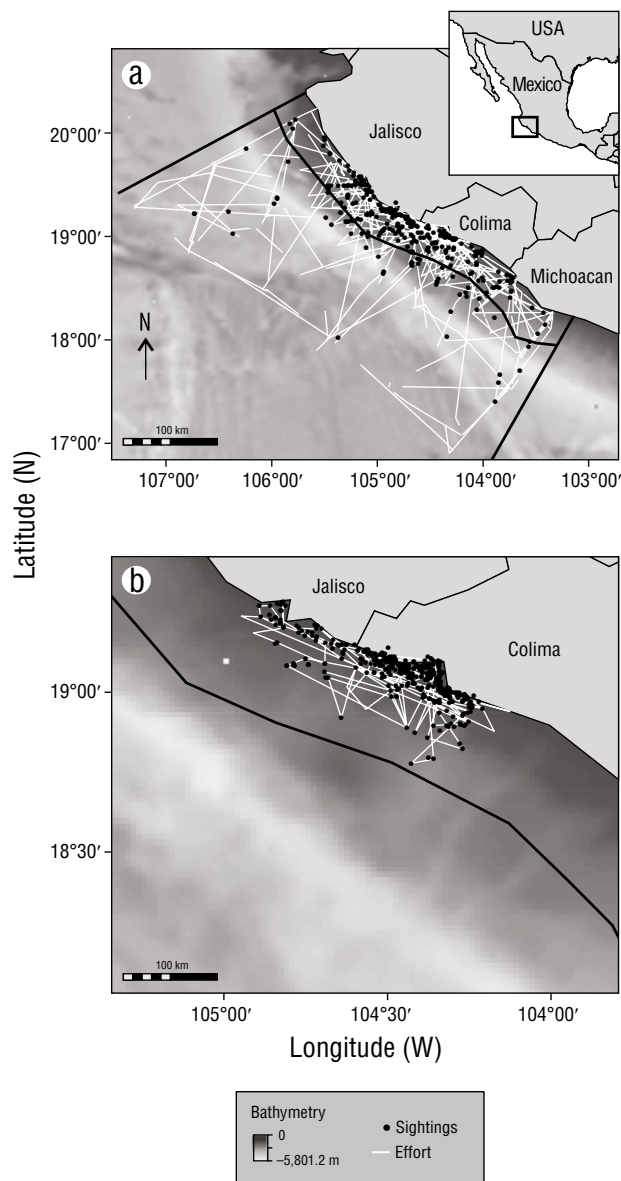 USA
Mexico
a
Jalisco
Colima
Michoacan
N
100 km
20°00′
19°00′
18°00′
17°00′
107°00′ 106°00′ 105°00′ 104°00′ 103°00′
Latitude (N)
b
Jalisco
Colima
19°00′
18°30′
100 km
105°00′ 104°30′ 104°00′
Longitude (W)
Bathymetry
0
–5,801.2 m
Sightings
Effort